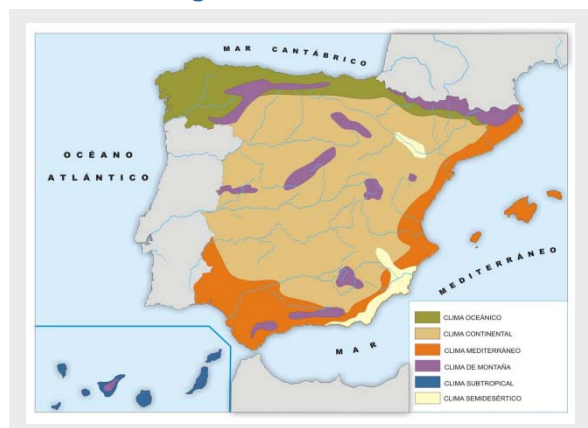 MAR CANTÁBRICO
OCÉANO
ATLÁNTICO
MAR MEDITERRÁNEO
CLIMA OCEÁNICO
CLIMA CONTINENTAL
CLIMA MEDITERRÁNEO
CLIMA DE MONTAÑA
CLIMA SUBTROPICAL
CLIMA SEMIDESÉRTICO